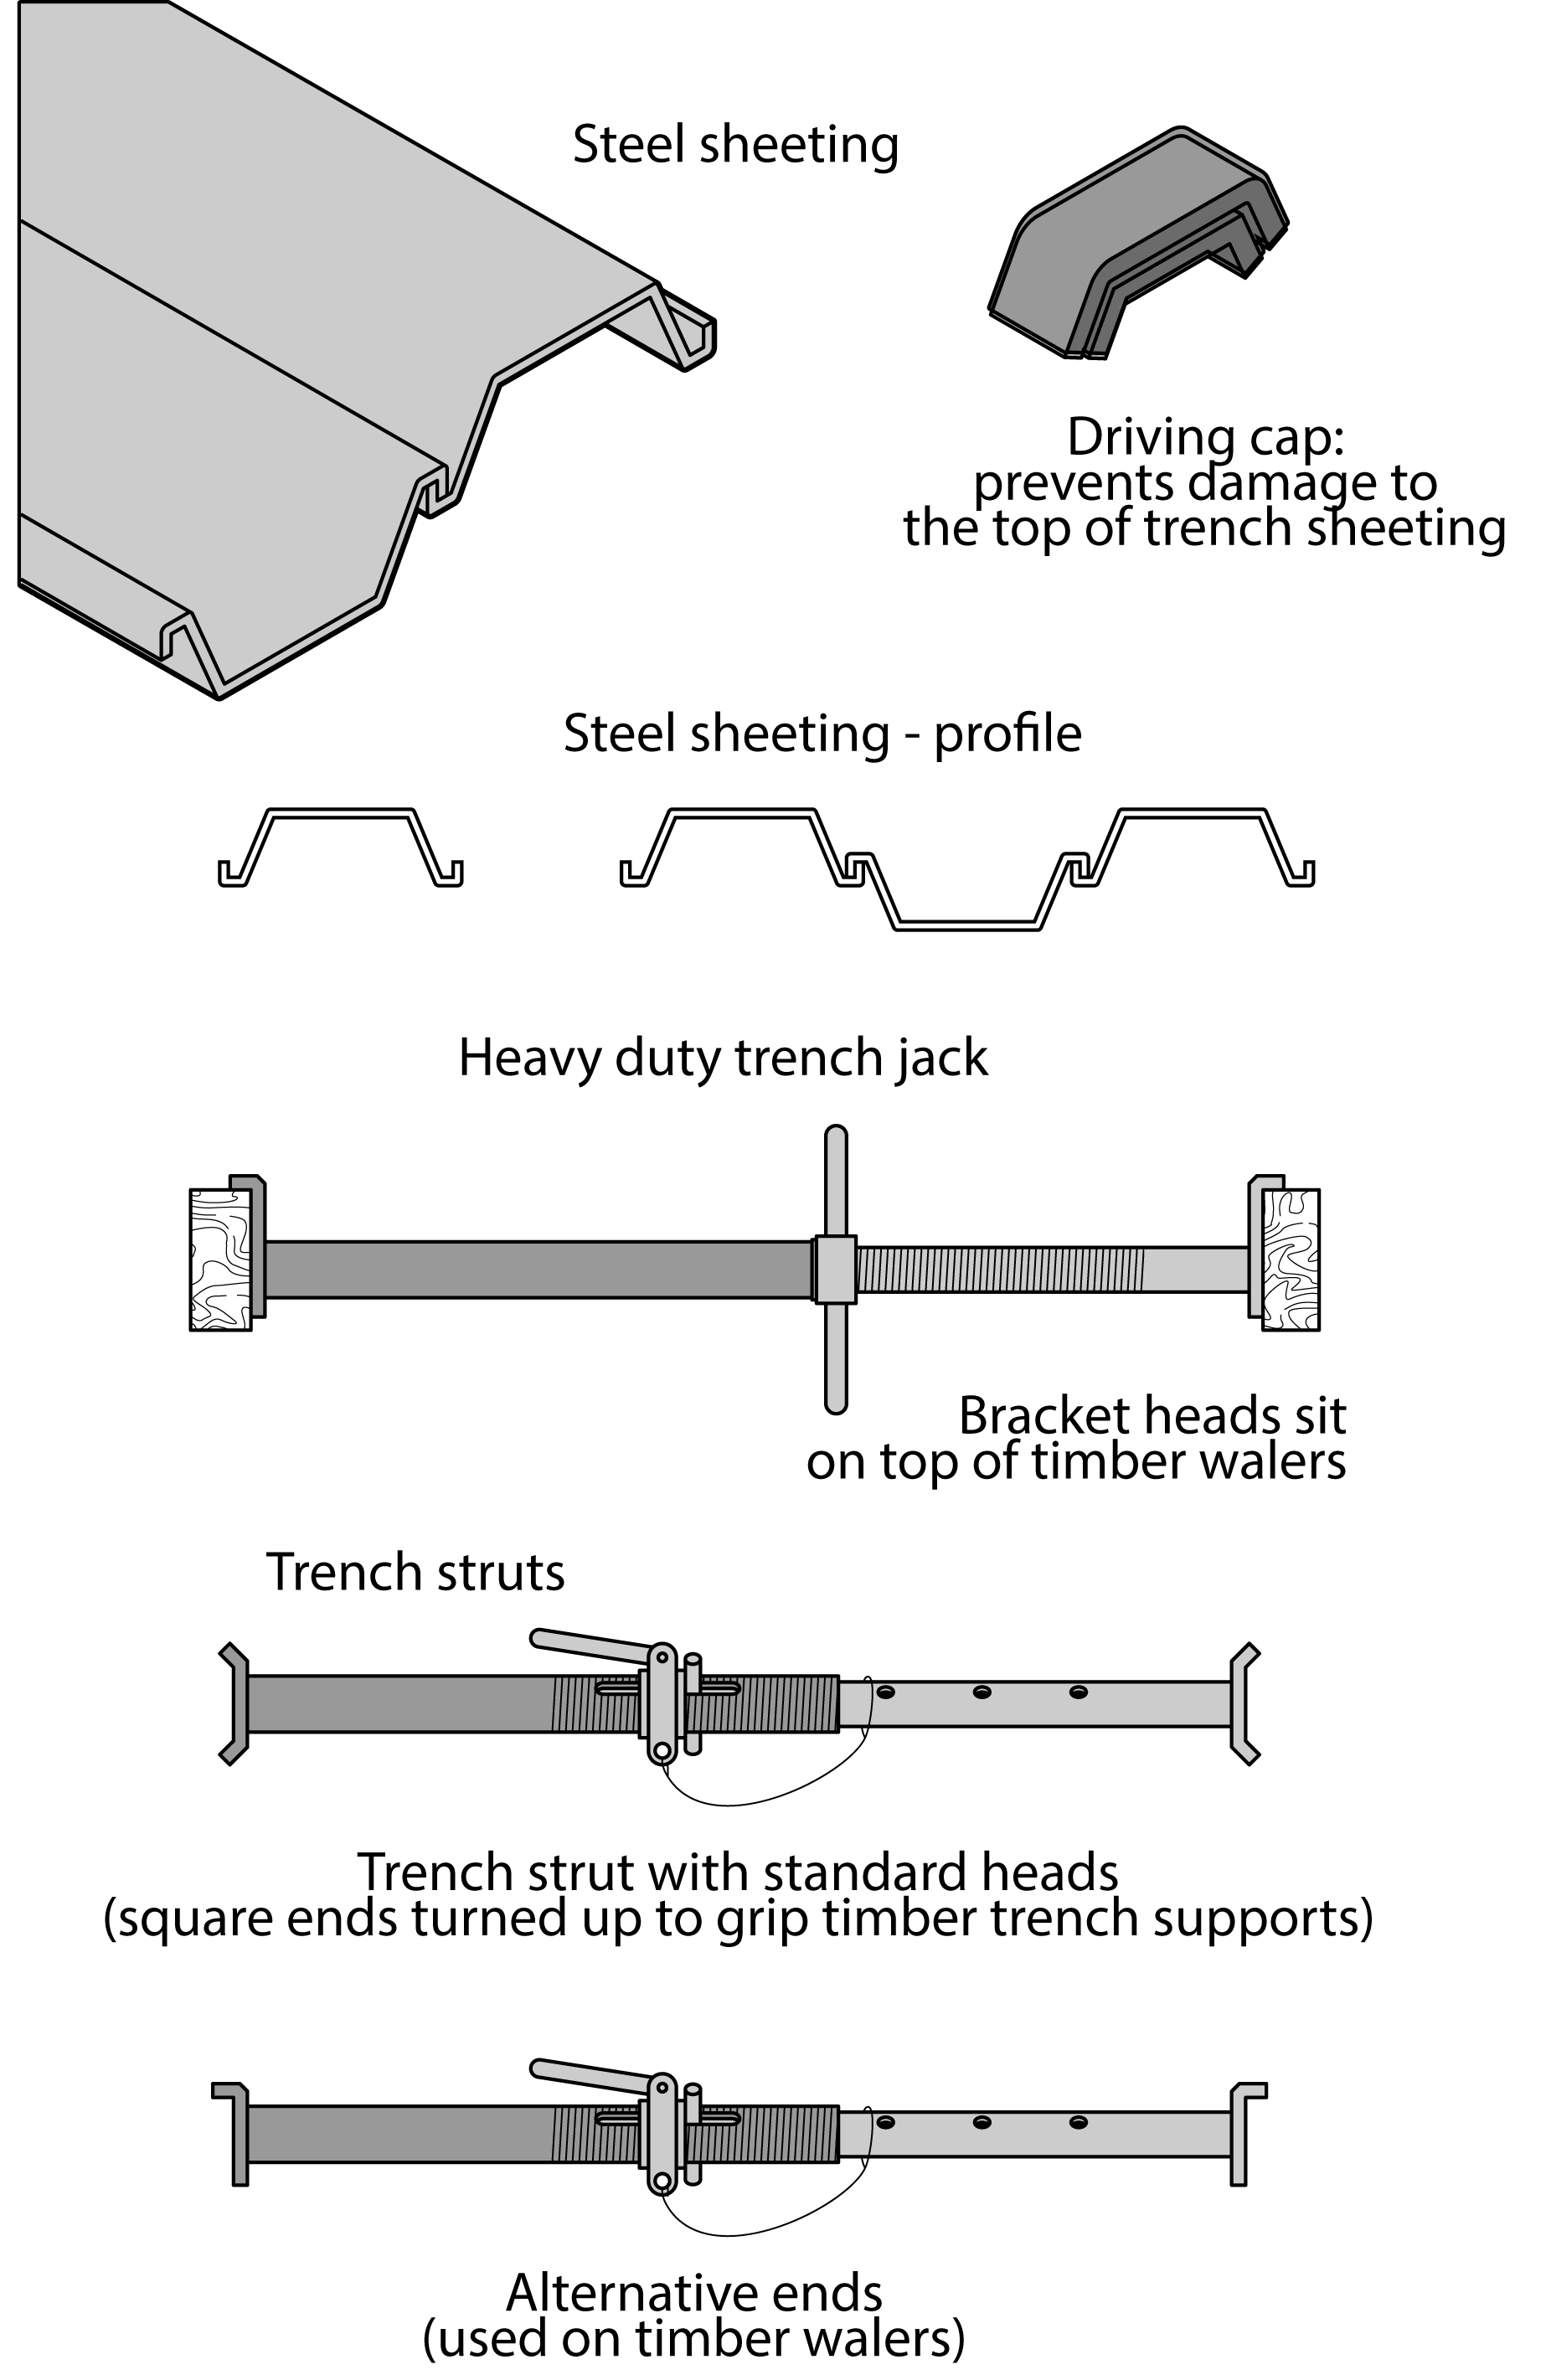 Steel sheeting
Driving cap:
prevents damage to
the top of trench sheeting
Steel sheeting - profile
Heavy duty trench jack
Bracket heads sit
on top of timber walers
Trench struts
Trench strut with standard heads
(square ends turned up to grip timber trench supports)
Alternative ends
(used on timber walers)